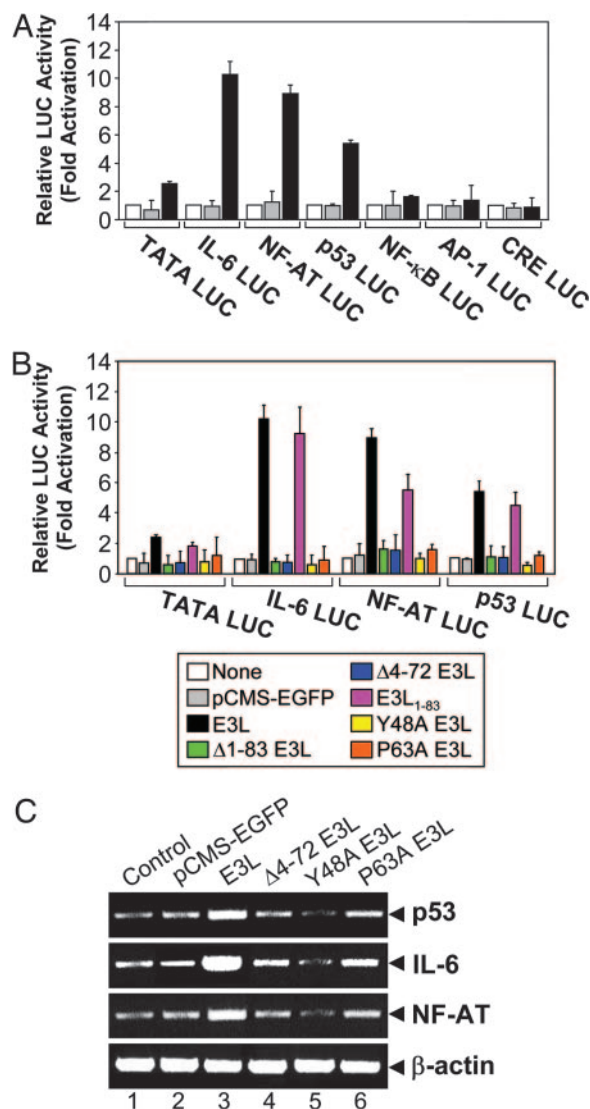 A
Relative LUC Activity
(Fold Activation)
14
12
10
8
6
4
2
0
TATA LUC
IL-6 LUC
NF-AT LUC
p53 LUC
NF-κB LUC
AP-1 LUC
CRE LUC
B
Relative LUC Activity
(Fold Activation)
14
12
10
8
6
4
2
0
TATA LUC
IL-6 LUC
NF-AT LUC
p53 LUC
None
pCMS-EGFP
E3L
Δ1-83 E3L
Δ4-72 E3L
E3L1-83
Y48A E3L
P63A E3L
C
Control
pCMS-EGFP
E3L
Δ4-72 E3L
Y48A E3L
P63A E3L
p53
IL-6
NF-AT
β-actin
1 2 3 4 5 6